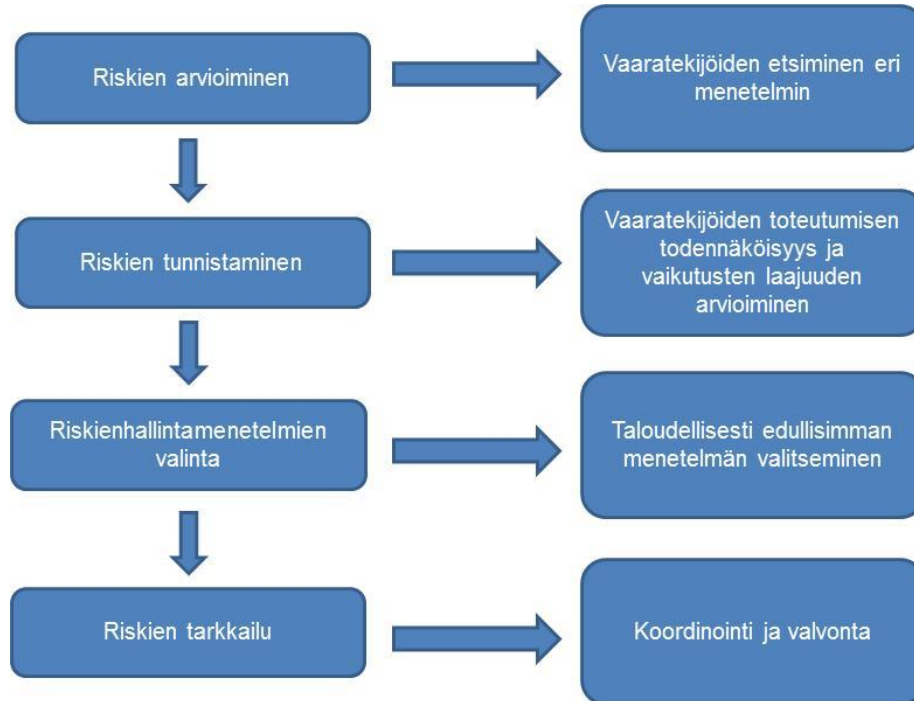 Riskien arvioiminen
Vaaratekijöiden etsiminen eri
menetelmin
Riskien tunnistaminen
Vaaratekijöiden toteutumisen
todennäköisyys ja
vaikutusten laajuuden
arvioiminen
Riskienhallintamenetelmien
valinta
Taloudellisesti edullisimman
menetelmän valitseminen
Riskien tarkkailu
Koordinointi ja valvonta